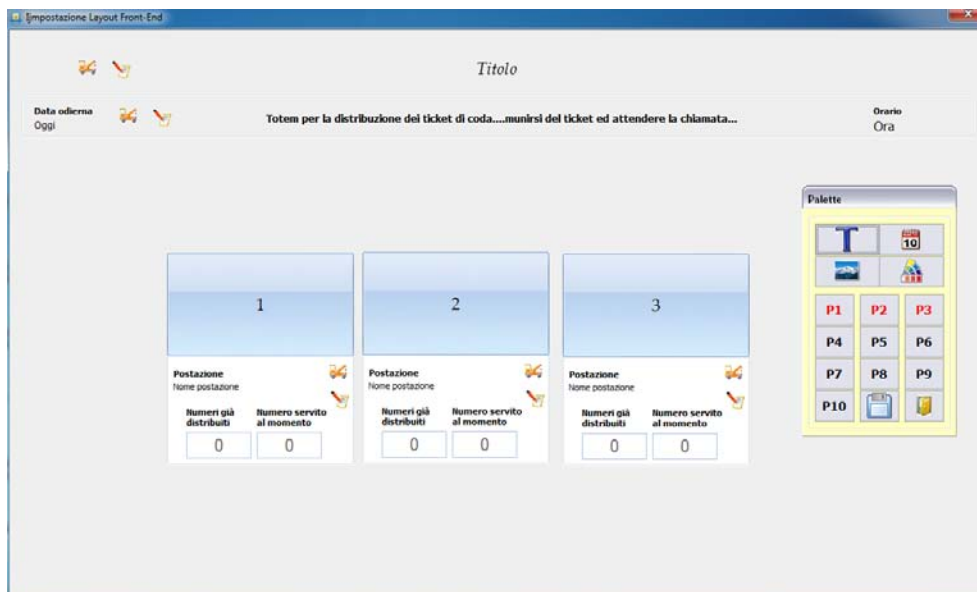 Impostazione Layout Front-End
Titolo
Data odierna
Oggi
Totem per la distribuzione dei ticket di coda....munirsi del ticket ed attendere la chiamata...
Orario
Ora
Palette
T
10
P1 P2 P3
P4 P5 P6
P7 P8 P9
P10
1
Postazione
Nome postazione
Numeri già distribuiti
Numero servito al momento
0 0
2
Postazione
Nome postazione
Numeri già distribuiti
Numero servito al momento
0 0
3
Postazione
Nome postazione
Numeri già distribuiti
Numero servito al momento
0 0